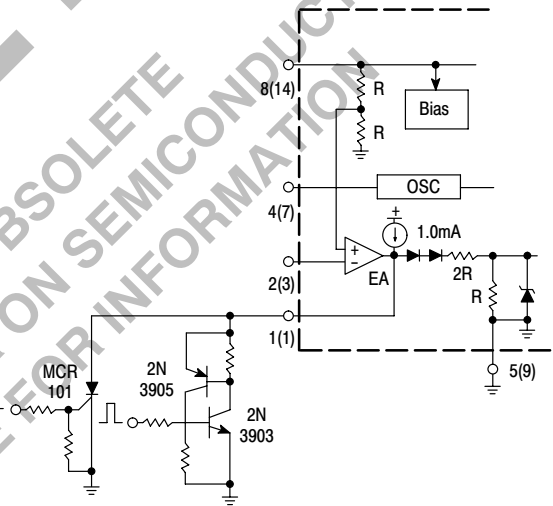 OBSOLETE
ON SEMICONDUCT
FOR INFORMATION
8(14)
R
R
Bias
4(7)
OSC
+
1.0mA
2(3)
+
−
EA
2R
R
1(1)
5(9)
MCR
101
2N
3905
2N
3903